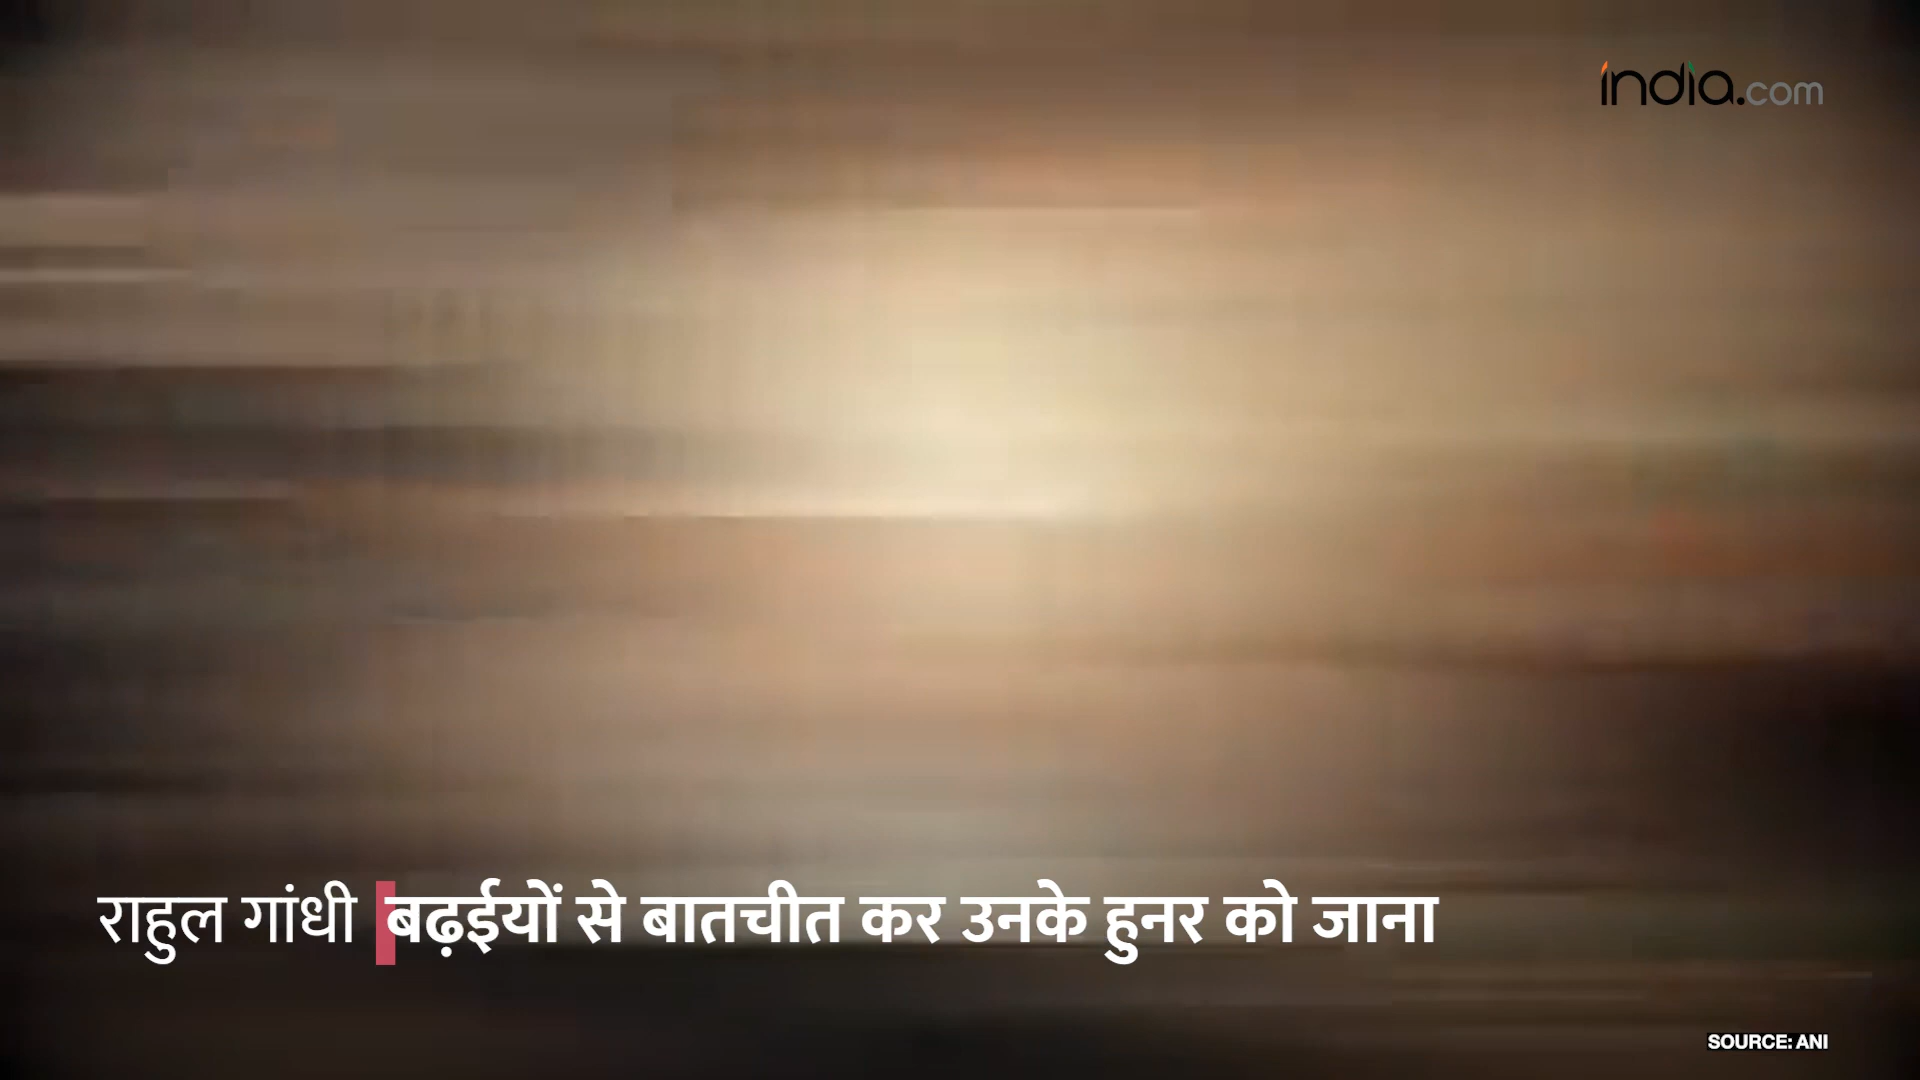 india.com
राहुल गांधी बढ़ईयों से बातचीत कर उनके हुनर को जाना
SOURCE: ANI